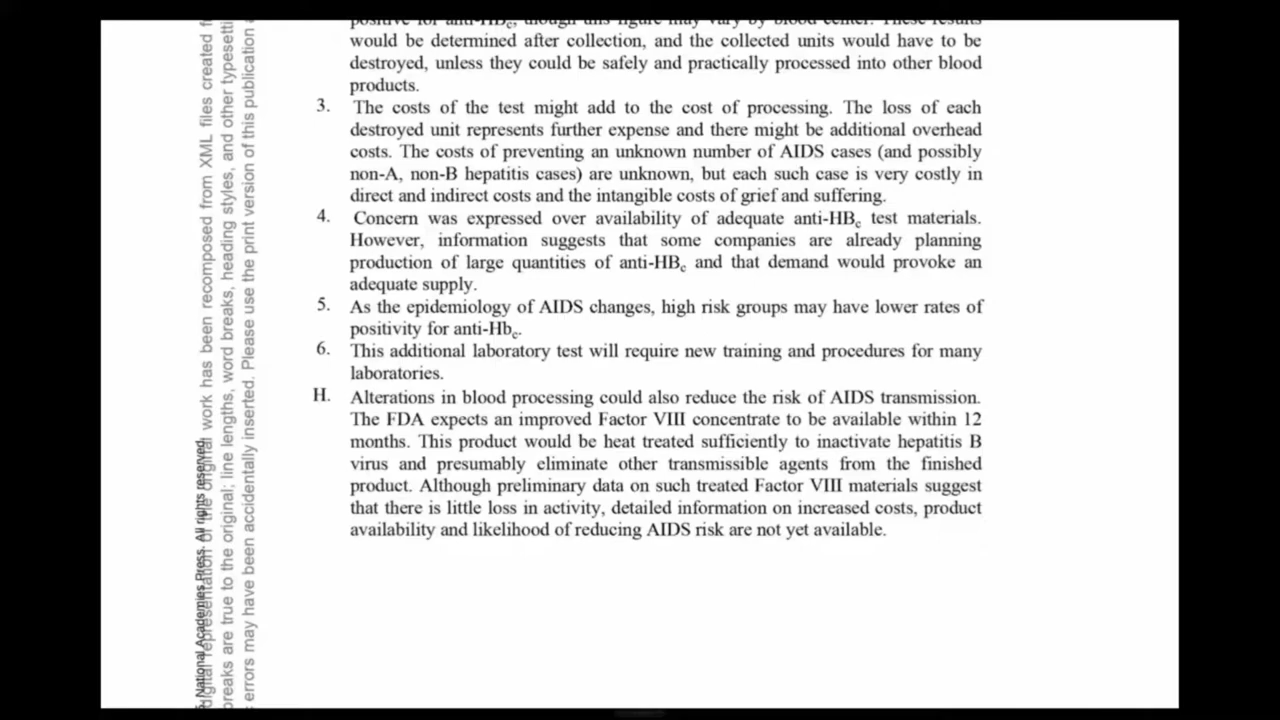 would be determined after collection, and the collected units would have to be
destroyed, unless they could be safely and practically processed into other blood
products.
3. The costs of the test might add to the cost of processing. The loss of each
destroyed unit represents further expense and there might be additional overhead
costs. The costs of preventing an unknown number of AIDS cases (and possibly
non-A, non-B hepatitis cases) are unknown, but each such case is very costly in
direct and indirect costs and the intangible costs of grief and suffering.
4. Concern was expressed over availability of adequate anti-HBc test materials.
However, information suggests that some companies are already planning
production of large quantities of anti-HBc and that demand would provoke an
adequate supply.
5. As the epidemiology of AIDS changes, high risk groups may have lower rates of
positivity for anti-Hbc.
6. This additional laboratory test will require new training and procedures for many
laboratories.
H. Alterations in blood processing could also reduce the risk of AIDS transmission.
The FDA expects an improved Factor VIII concentrate to be available within 12
months. This product would be heat treated sufficiently to inactivate hepatitis B
virus and presumably eliminate other transmissible agents from the finished
product. Although preliminary data on such treated Factor VIII materials suggest
that there is little loss in activity, detailed information on increased costs, product
availability and likelihood of reducing AIDS risk are not yet available.
National Academies Press. All rights reserved.
digital representation of the original work has been recomposed from XML files created
breaks are true to the original; line lengths, word breaks, heading styles, and other
errors may have been accidentally inserted. Please use the print version of this publication